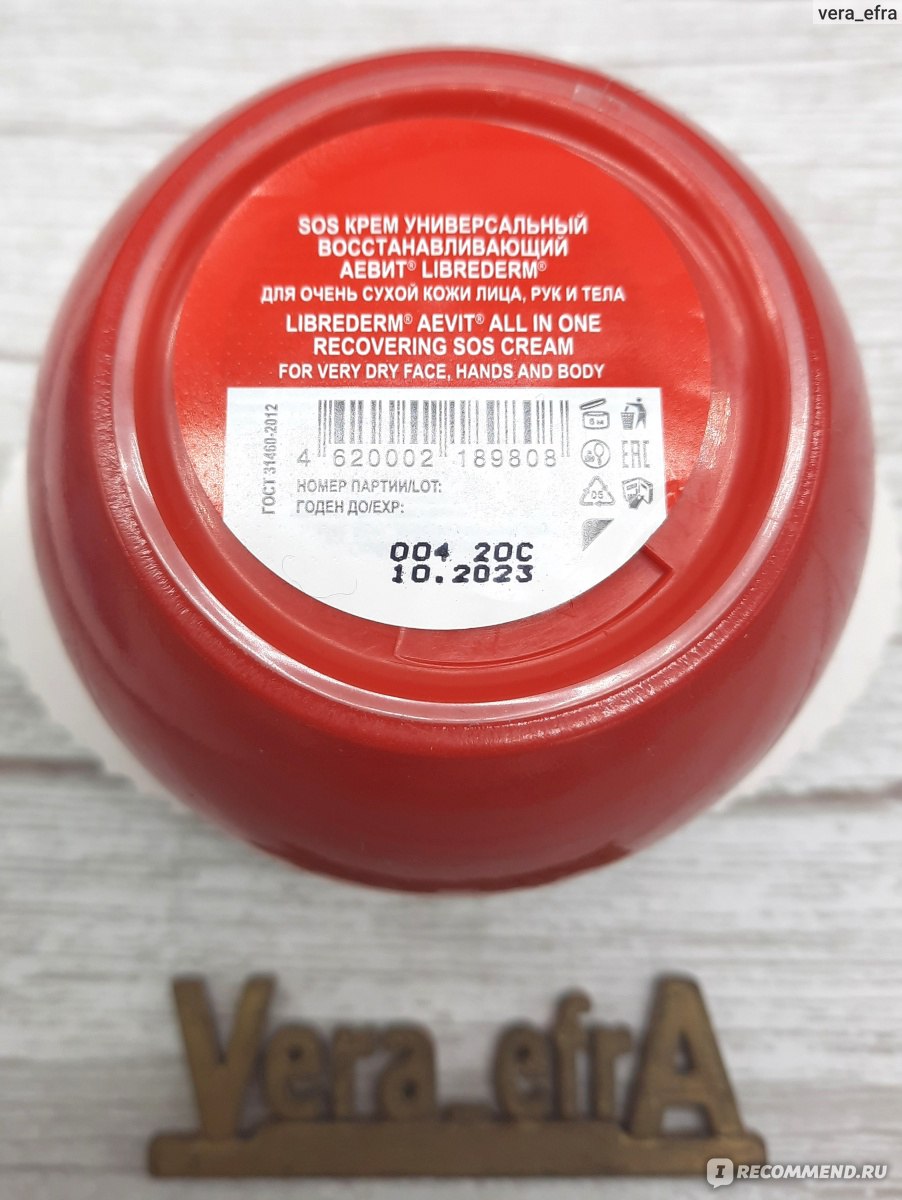 vera_efra
SOS КРЕМ УНИВЕРСАЛЬНЫЙ
ВОССТАНАВЛИВАЮЩИЙ
АЕВИТ® LIBREDERM®
ДЛЯ ОЧЕНЬ СУХОЙ КОЖИ ЛИЦА, РУК И ТЕЛА
LIBREDERM® AEVIT® ALL IN ONE
RECOVERING SOS CREAM
FOR VERY DRY FACE, HANDS AND BODY
ГОСТ 31460-2012
4 620002 189808
НОМЕР ПАРТИИ/LOT:
ГОДЕН ДО/EXP:
EAC
004 20C
10.2023
Vera_efrA
I RECOMMEND.RU